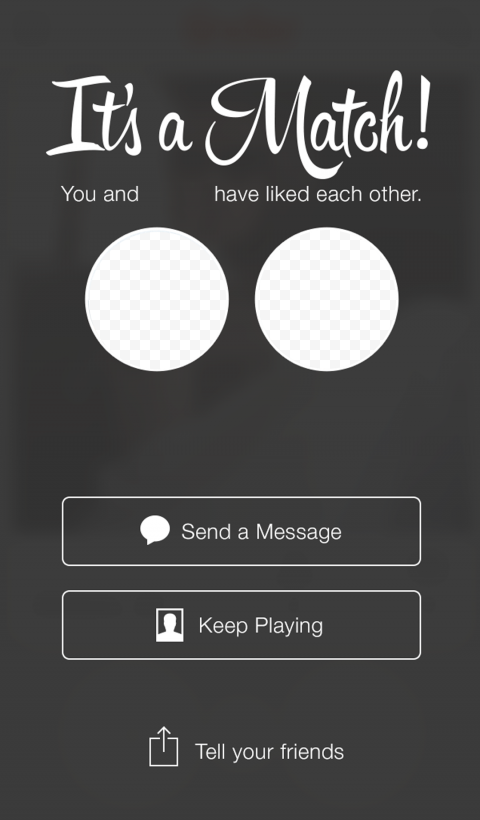 It's a Match!
You and have liked each other.
Send a Message
Keep Playing
Tell your friends